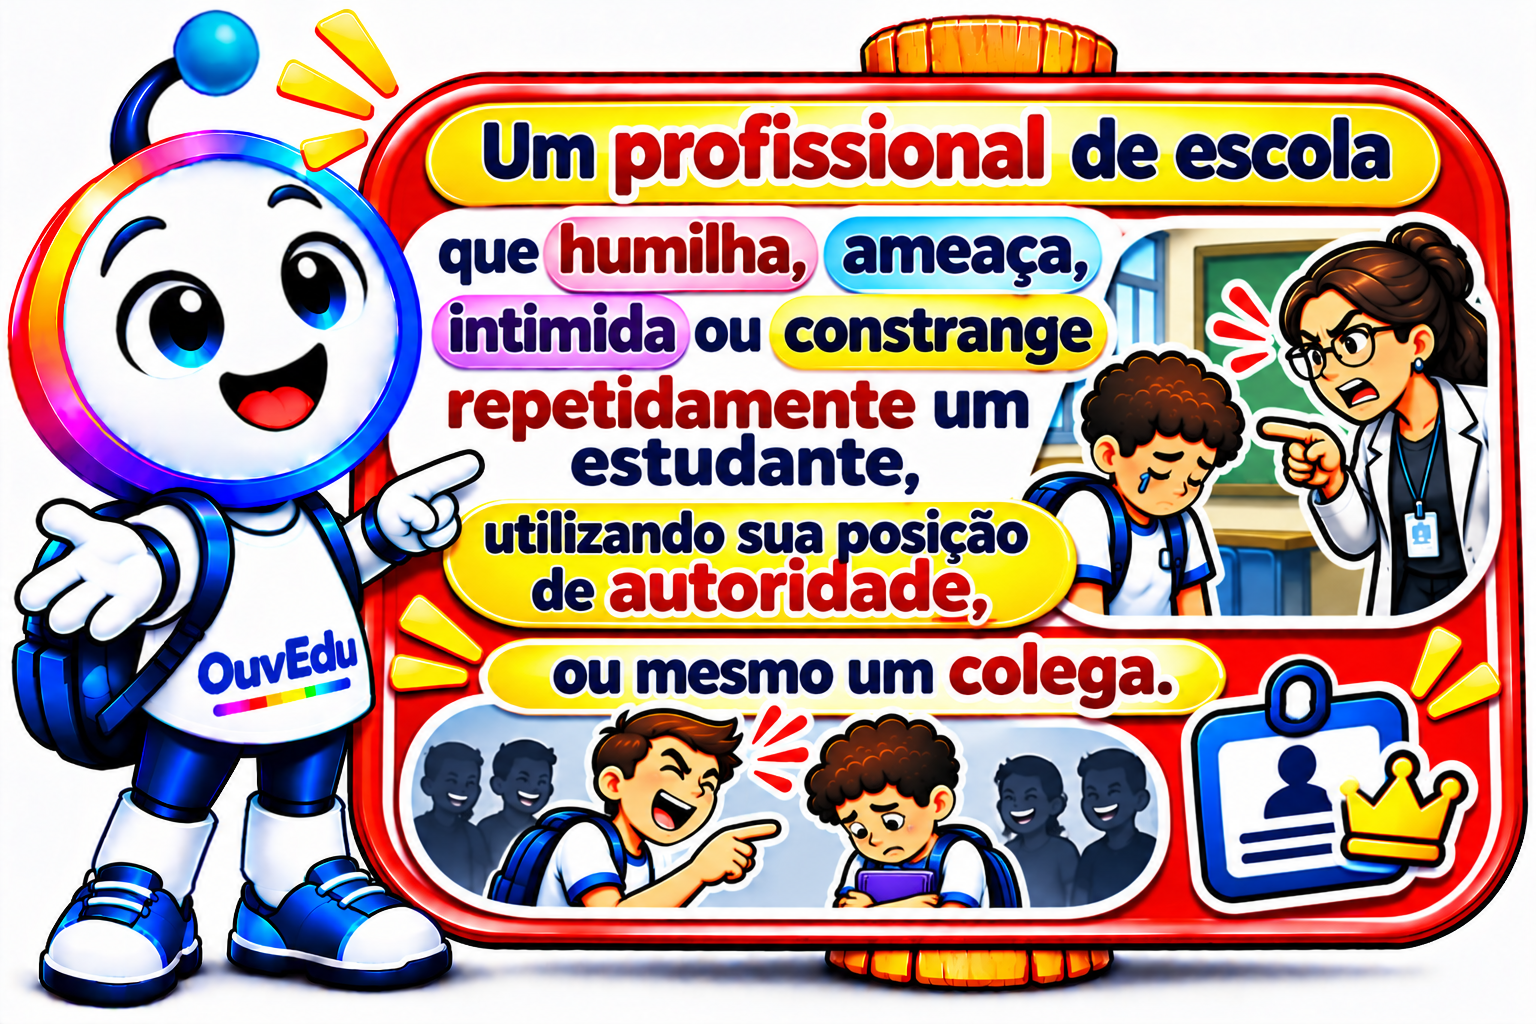 Um profissional de escola
que humilha, ameaça,
intimida ou constrange
repetidamente um
estudante,
utilizando sua posição
de autoridade,
ou mesmo um colega.
OuvEdu